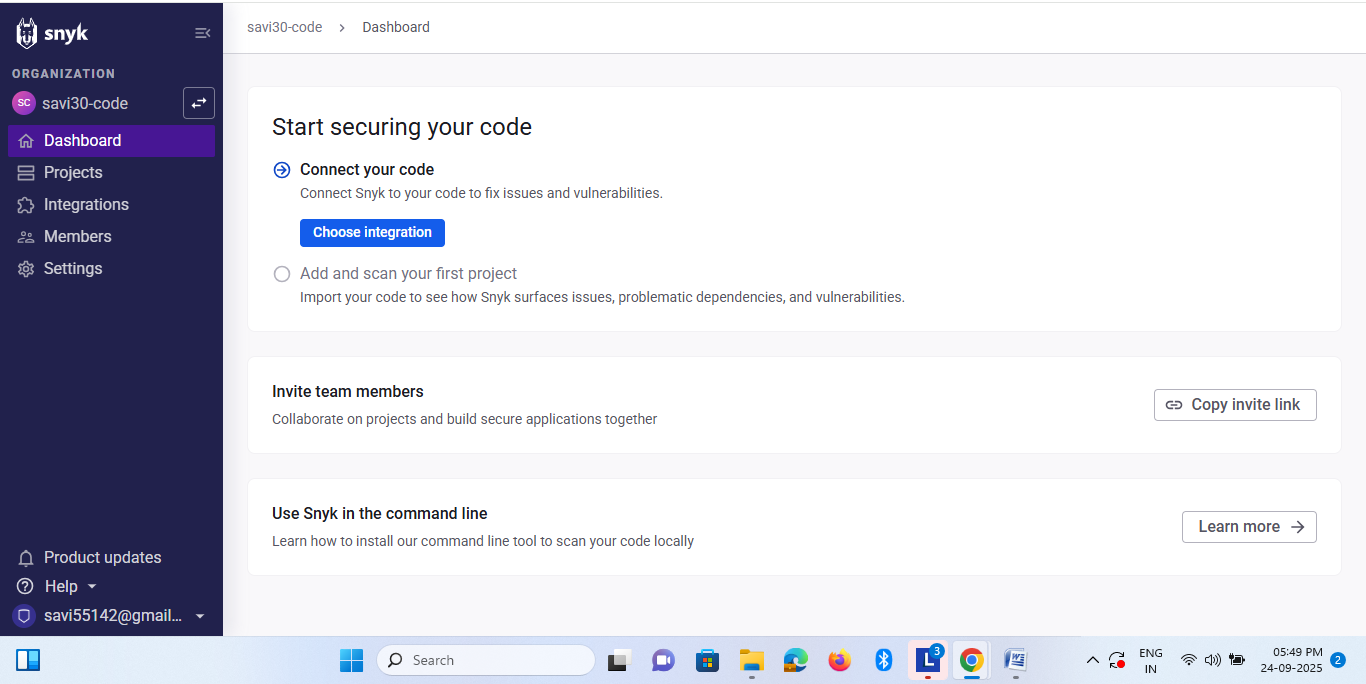 snyk
ORGANIZATION
SC savi30-code
Dashboard
Projects
Integrations
Members
Settings
Product updates
Help
savi55142@gmail...
savi30-code > Dashboard
Start securing your code
Connect your code
Connect Snyk to your code to fix issues and vulnerabilities.
Choose integration
Add and scan your first project
Import your code to see how Snyk surfaces issues, problematic dependencies, and vulnerabilities.
Invite team members
Collaborate on projects and build secure applications together
Copy invite link
Use Snyk in the command line
Learn how to install our command line tool to scan your code locally
Learn more
Search
L 3
W
ENG
IN
05:49 PM
24-09-2025
2